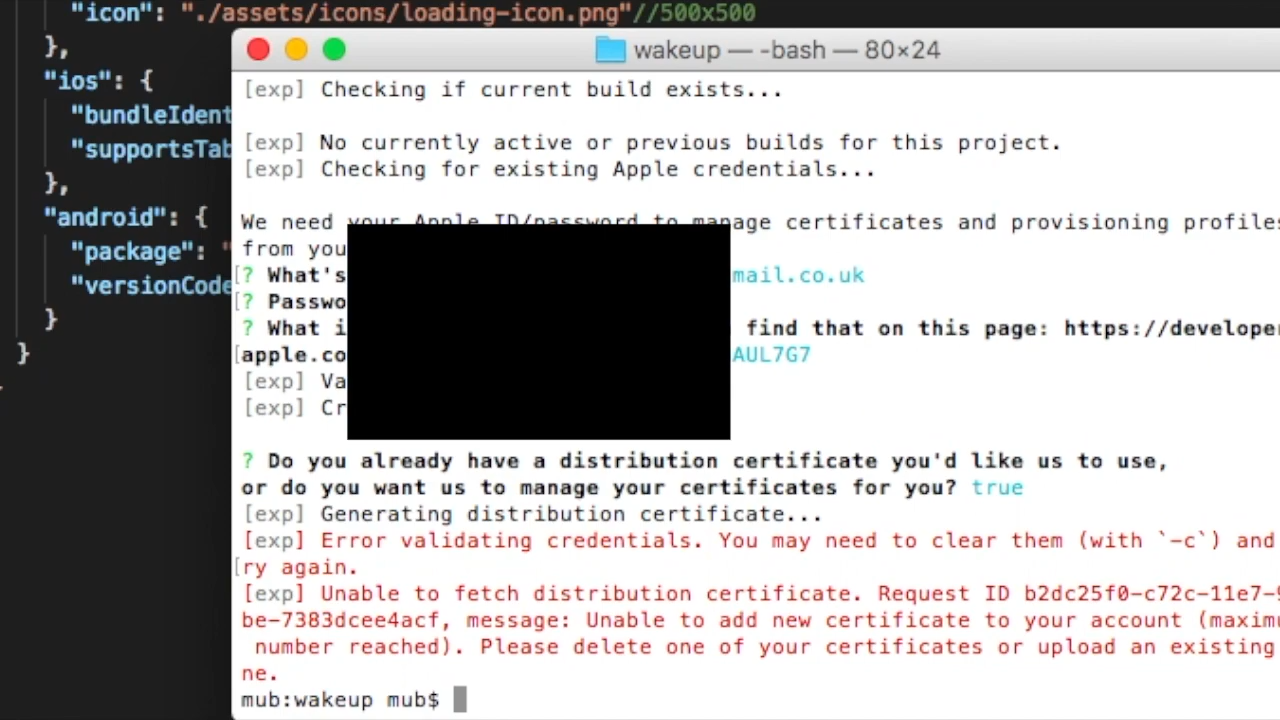 "icon": "./assets/icons/loading-icon.png"//500x500
},
"ios": {
"bundleIdent
"supportsTab
},
"android": {
"package": "
"versionCode
}
}
wakeup — -bash — 80×24
[exp] Checking if current build exists...
[exp] No currently active or previous builds for this project.
[exp] Checking for existing Apple credentials...
We need your Apple ID/password to manage certificates and provisioning profiles
from you
[? What's mail.co.uk
[? Passwo
? What i find that on this page: https://developer
[apple.co AUL7G7
[exp] Va
[exp] Cr
? Do you already have a distribution certificate you'd like us to use,
or do you want us to manage your certificates for you? true
[exp] Generating distribution certificate...
[exp] Error validating credentials. You may need to clear them (with `-c`) and
[ry again.
[exp] Unable to fetch distribution certificate. Request ID b2dc25f0-c72c-11e7-9
be-7383dcee4acf, message: Unable to add new certificate to your account (maximu
number reached). Please delete one of your certificates or upload an existing
ne.
mub:wakeup mub$